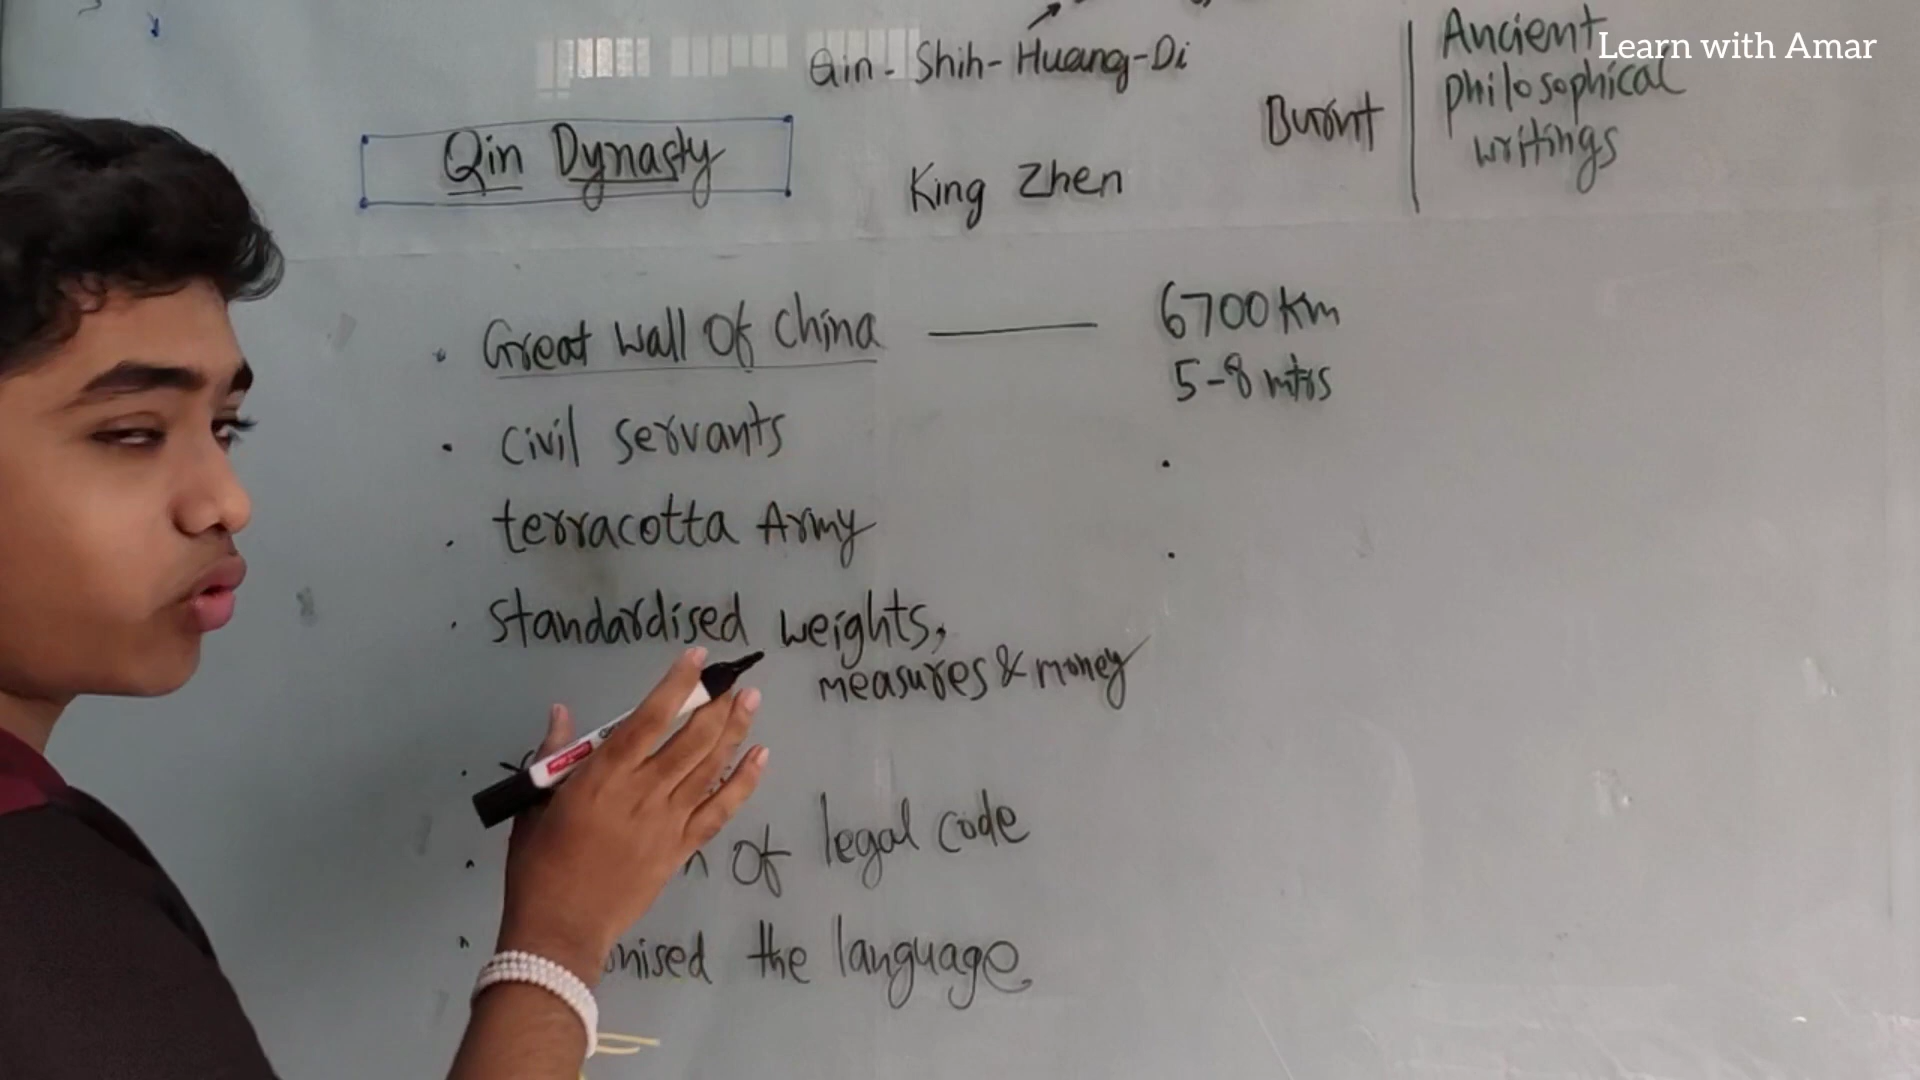 Qin - Shih - Huang - Di
Ancient
philosophical
writings
Learn with Amar
Burnt
Qin Dynasty
King Zhen
Great wall of China — 6700 km
5-8 mtrs
civil servants
terracotta Army
standardised weights,
measures & money
of legal code
the language